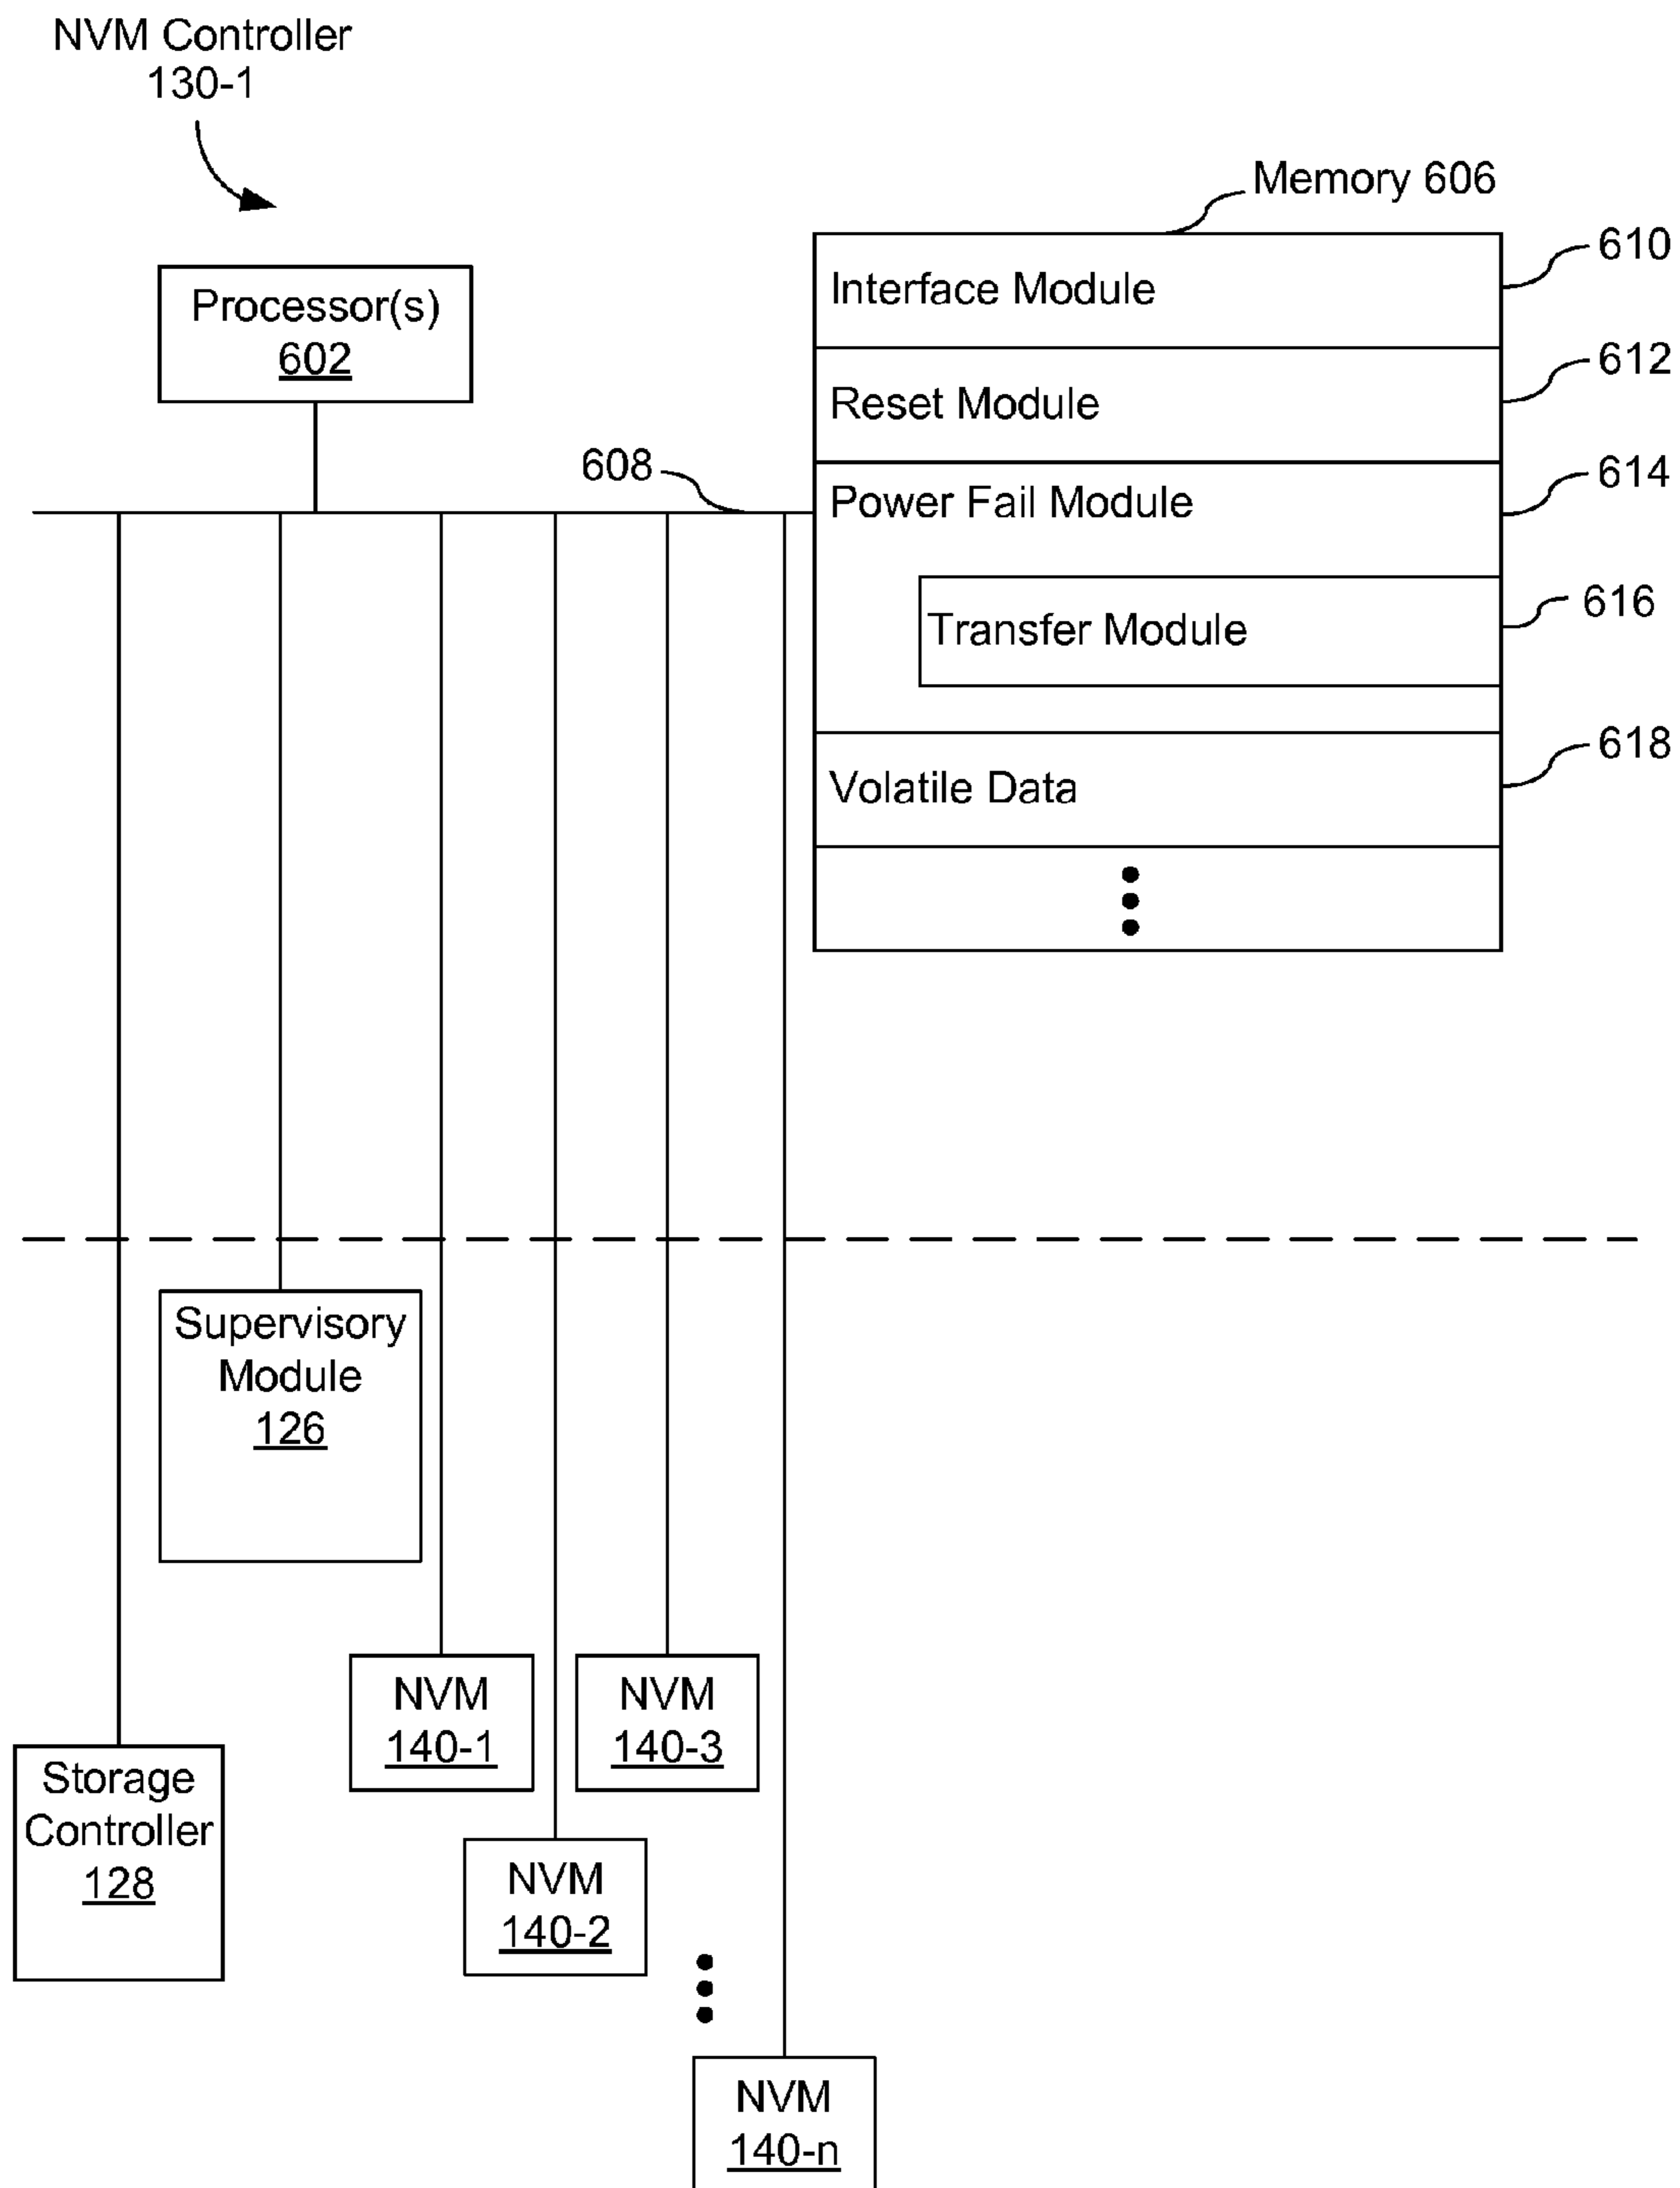 NVM Controller
130-1
Memory 606
Processor(s)
602
608
Interface Module
610
Reset Module
612
Power Fail Module
614
Transfer Module
616
Volatile Data
618
Supervisory
Module
126
Storage
Controller
128
NVM
140-1
NVM
140-3
NVM
140-2
NVM
140-n